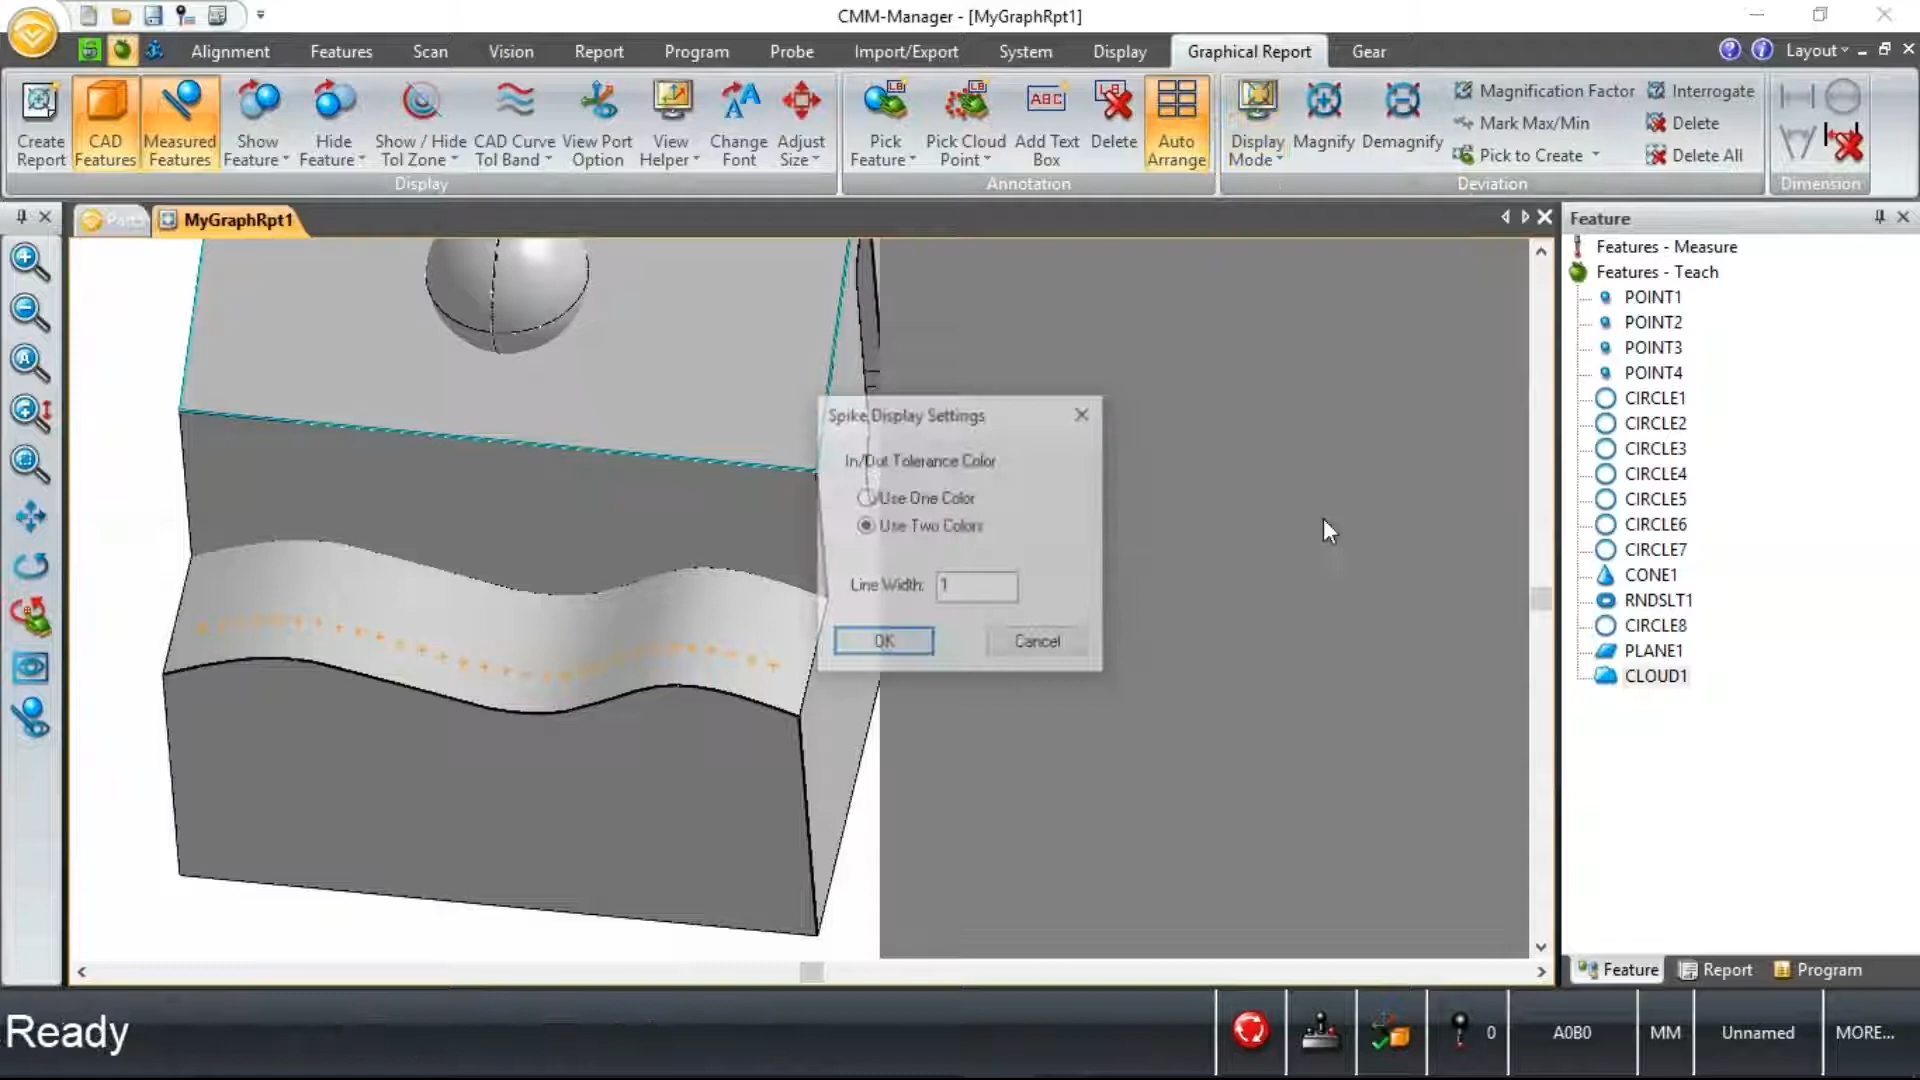 CMM-Manager - [MyGraphRpt1]
Alignment Features Scan Vision Report Program Probe Import/Export System Display Graphical Report Gear Layout
Create Report
CAD Features
Measured Features
Show Feature
Hide Feature
Show / Hide Tol Zone
CAD Curve Tol Band
View Port Option
View Helper
Change Font
Adjust Size
Pick Feature
Pick Cloud Point
ABC
Add Text Box
Delete
Auto Arrange
Display Mode
Magnify
Demagnify
Magnification Factor
Mark Max/Min
Pick to Create
Interrogate
Delete
Delete All
Display Annotation Deviation Dimension
MyGraphRpt1
Feature
Features - Measure
Features - Teach
POINT1
POINT2
POINT3
POINT4
CIRCLE1
CIRCLE2
CIRCLE3
CIRCLE4
CIRCLE5
CIRCLE6
CIRCLE7
CONE1
RNDSLT1
CIRCLE8
PLANE1
CLOUD1
Spike Display Settings
In/Out Tolerance Color
Use One Color
Use Two Colors
Line Width: 1
OK Cancel
Feature Report Program
Ready
0 A0B0 MM Unnamed MORE...